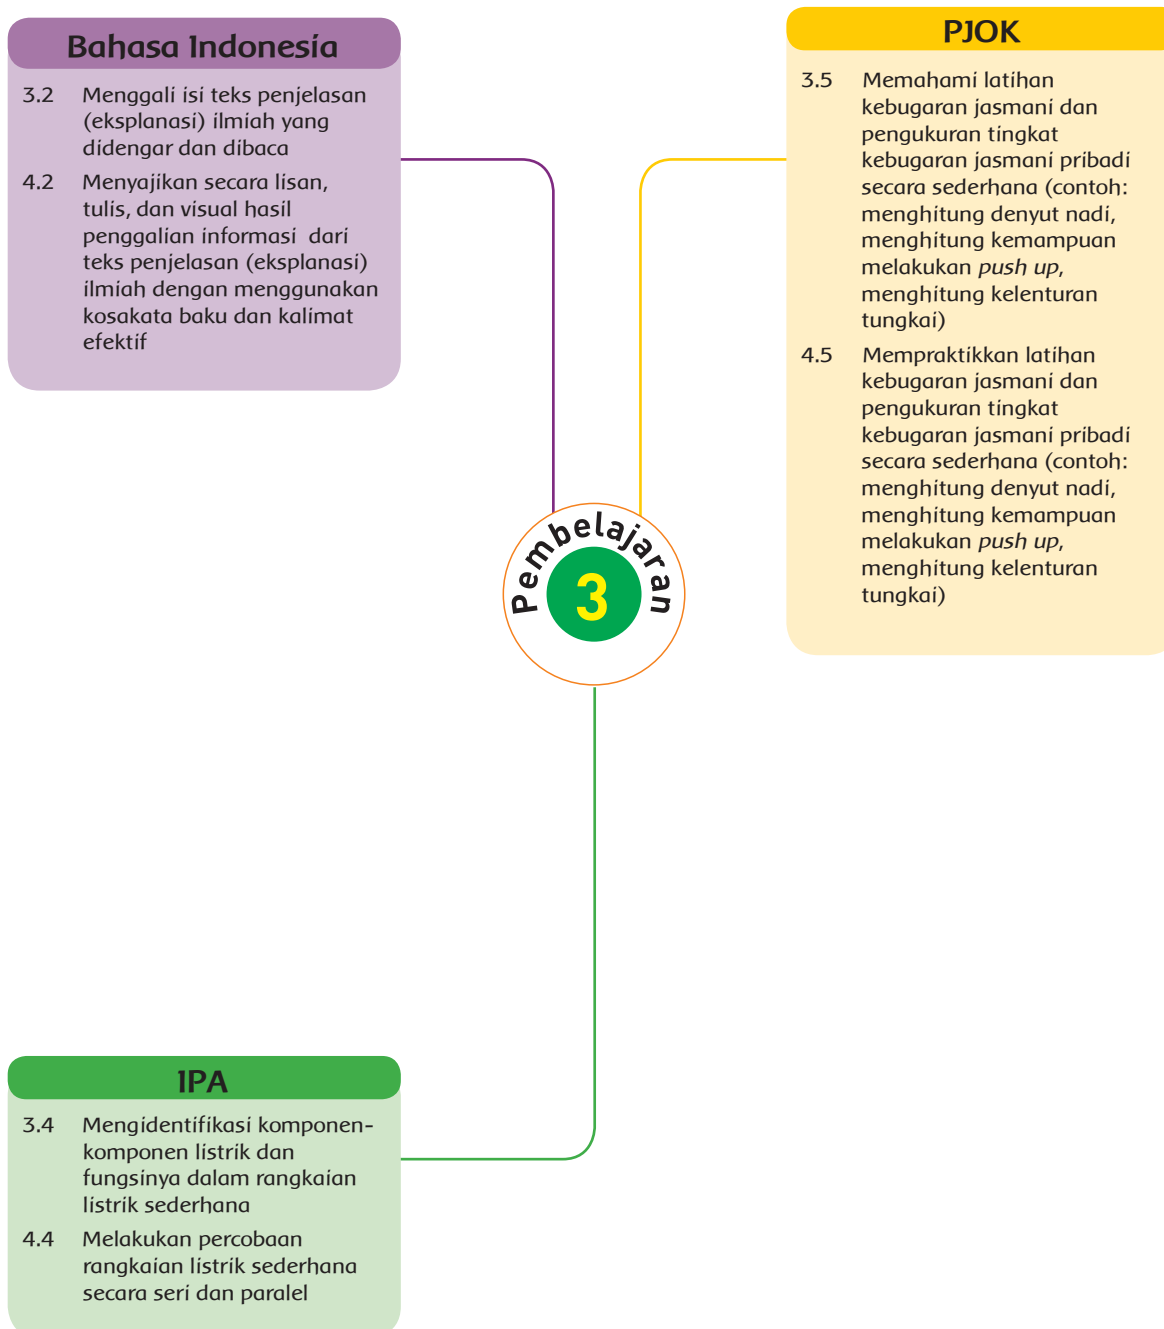 Bahasa Indonesia
3.2 Menggali isi teks penjelasan
(eksplanasi) ilmiah yang
didengar dan dibaca
4.2 Menyajikan secara lisan,
tulis, dan visual hasil
penggalian informasi dari
teks penjelasan (eksplanasi)
ilmiah dengan menggunakan
kosakata baku dan kalimat
efektif
PJOK
3.5 Memahami latihan
kebugaran jasmani dan
pengukuran tingkat
kebugaran jasmani pribadi
secara sederhana (contoh:
menghitung denyut nadi,
menghitung kemampuan
melakukan push up,
menghitung kelenturan
tungkai)
4.5 Mempraktikkan latihan
kebugaran jasmani dan
pengukuran tingkat
kebugaran jasmani pribadi
secara sederhana (contoh:
menghitung denyut nadi,
menghitung kemampuan
melakukan push up,
menghitung kelenturan
tungkai)
Pembelajaran
3
IPA
3.4 Mengidentifikasi komponen-
komponen listrik dan
fungsinya dalam rangkaian
listrik sederhana
4.4 Melakukan percobaan
rangkaian listrik sederhana
secara seri dan paralel